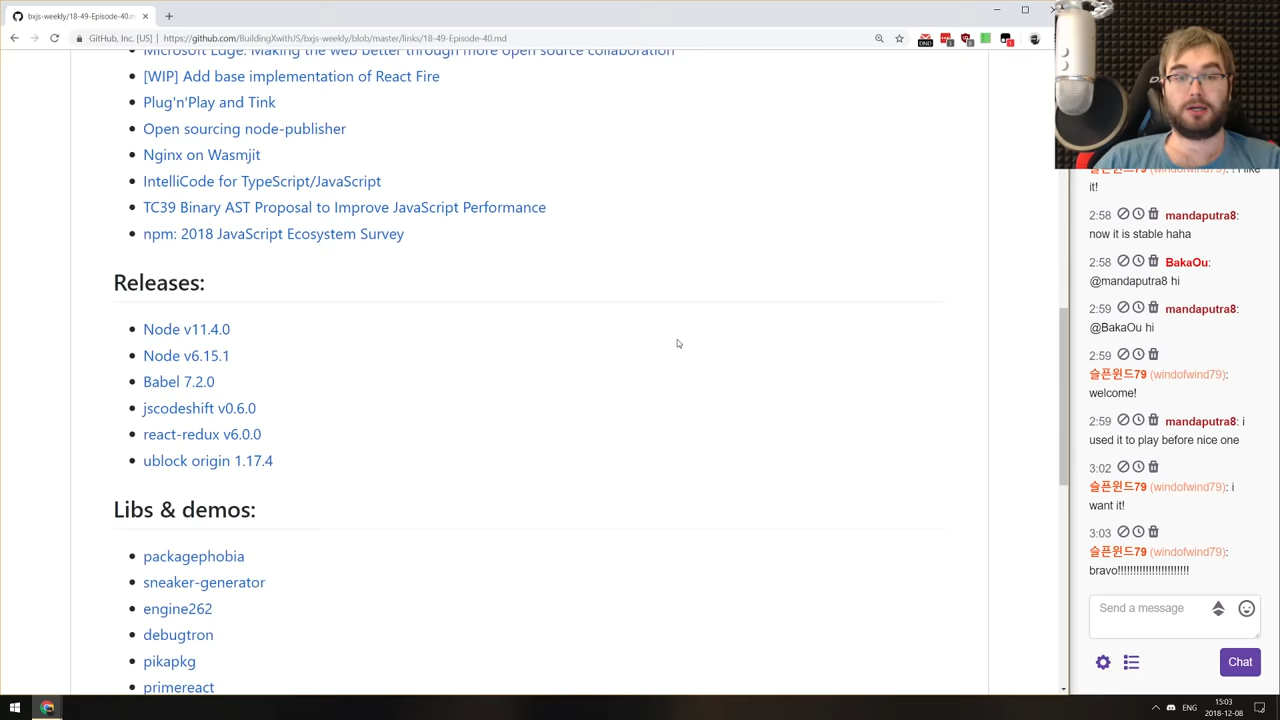 bxjs-weekly/18-49-Episode-40.m
GitHub, Inc. [US]
https://github.com/BuildingXwithJS/bxjs-weekly/blob/master/links/18-49-Episode-40.md
DND
Microsoft Edge: Making the web better through more open source collaboration
[WIP] Add base implementation of React Fire
Plug'n'Play and Tink
Open sourcing node-publisher
Nginx on Wasmjit
IntelliCode for TypeScript/JavaScript
TC39 Binary AST Proposal to Improve JavaScript Performance
npm: 2018 JavaScript Ecosystem Survey
Releases:
Node v11.4.0
Node v6.15.1
Babel 7.2.0
jscodeshift v0.6.0
react-redux v6.0.0
ublock origin 1.17.4
Libs & demos:
packagephobia
sneaker-generator
engine262
debugtron
pikapkg
primereact
슬픈윈드79 (windofwind79): ! I like
it!
2:58 mandaputra8:
now it is stable haha
2:58 BakaOu:
@mandaputra8 hi
2:59 mandaputra8:
@BakaOu hi
2:59
슬픈윈드79 (windofwind79):
welcome!
2:59 mandaputra8: i
used it to play before nice one
3:02
슬픈윈드79 (windofwind79): i
want it!
3:03
슬픈윈드79 (windofwind79):
bravo!!!!!!!!!!!!!!!!!!!!!!!
Send a message
Chat
ENG
15:03
2018-12-08